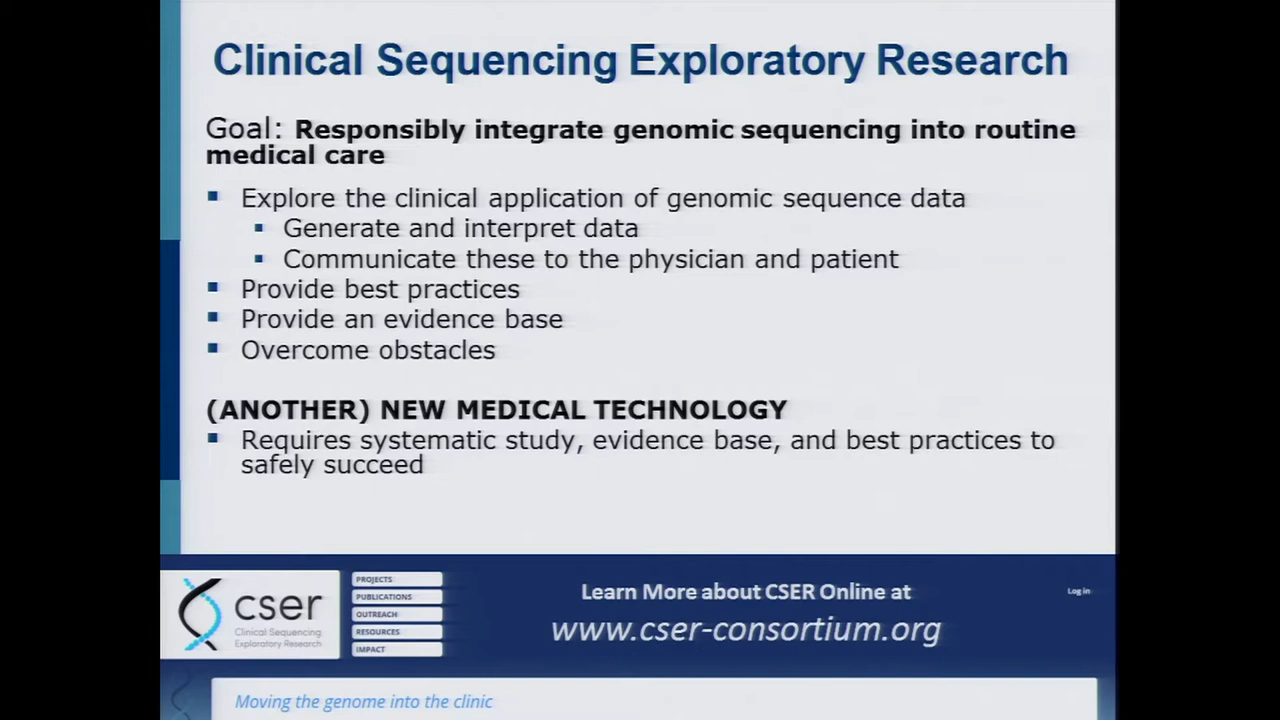 Clinical Sequencing Exploratory Research
Goal: Responsibly integrate genomic sequencing into routine
medical care
Explore the clinical application of genomic sequence data
Generate and interpret data
Communicate these to the physician and patient
Provide best practices
Provide an evidence base
Overcome obstacles
(ANOTHER) NEW MEDICAL TECHNOLOGY
Requires systematic study, evidence base, and best practices to
safely succeed
cser
Clinical Sequencing
Exploratory Research
PROJECTS
PUBLICATIONS
OUTREACH
RESOURCES
IMPACT
Learn More about CSER Online at
www.cser-consortium.org
Log in
Moving the genome into the clinic